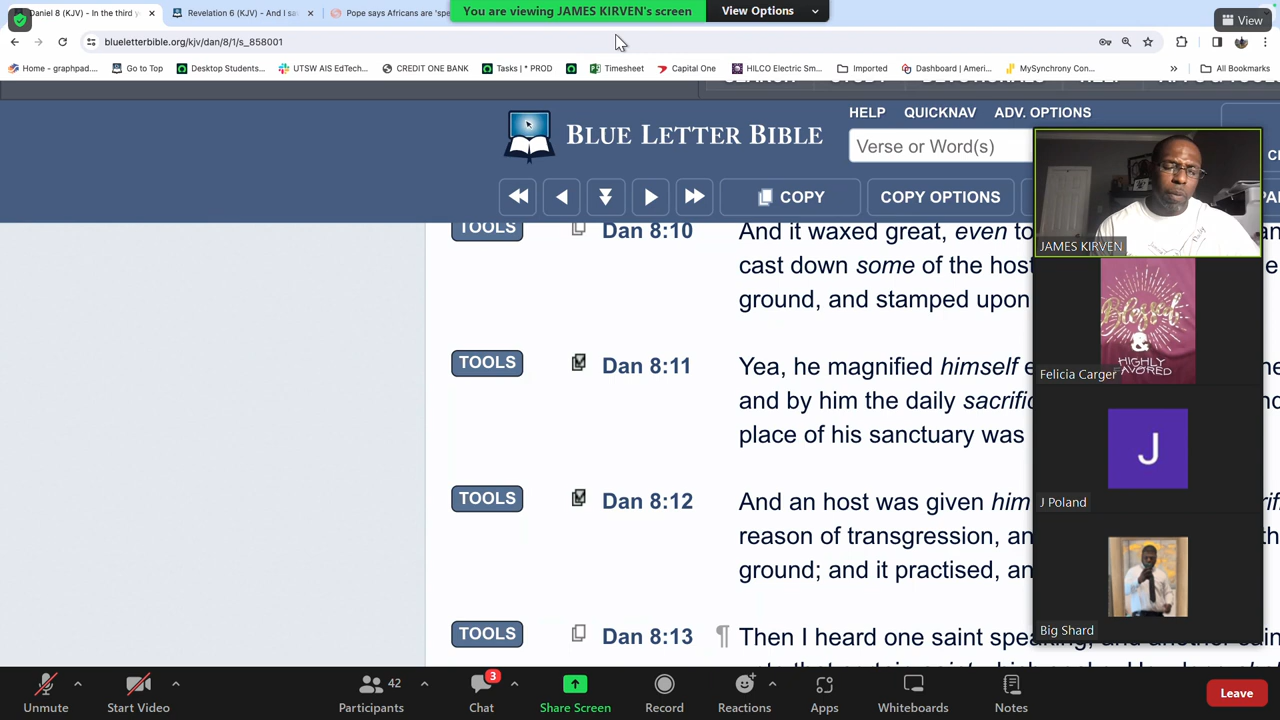 Daniel 8 (KJV) - In the third y
Revelation 6 (KJV) - And I sa
Pope says Africans are 'spe
You are viewing JAMES KIRVEN's screen
View Options
View
blueletterbible.org/kjv/dan/8/1/s_858001
Home - graphpad....
Go to Top
Desktop Students...
UTSW AIS EdTech...
CREDIT ONE BANK
Tasks | * PROD
Timesheet
Capital One
HILCO Electric Sm...
Imported
Dashboard | Ameri...
MySynchrony Con...
All Bookmarks
BLUE LETTER BIBLE
HELP QUICKNAV ADV. OPTIONS
Verse or Word(s)
COPY
COPY OPTIONS
JAMES KIRVEN
TOOLS
Dan 8:10
And it waxed great, even to
cast down some of the host
ground, and stamped upon
TOOLS
Dan 8:11
Yea, he magnified himself e
and by him the daily sacrific
place of his sanctuary was
Blessed
&
HIGHLY
FAVORED
Felicia Carger
J
J Poland
TOOLS
Dan 8:12
And an host was given him
reason of transgression, an
ground; and it practised, an
Big Shard
TOOLS
Dan 8:13
¶ Then I heard one saint speaking, and another sain
Unmute
Start Video
42
Participants
3
Chat
Share Screen
Record
Reactions
Apps
Whiteboards
Notes
Leave